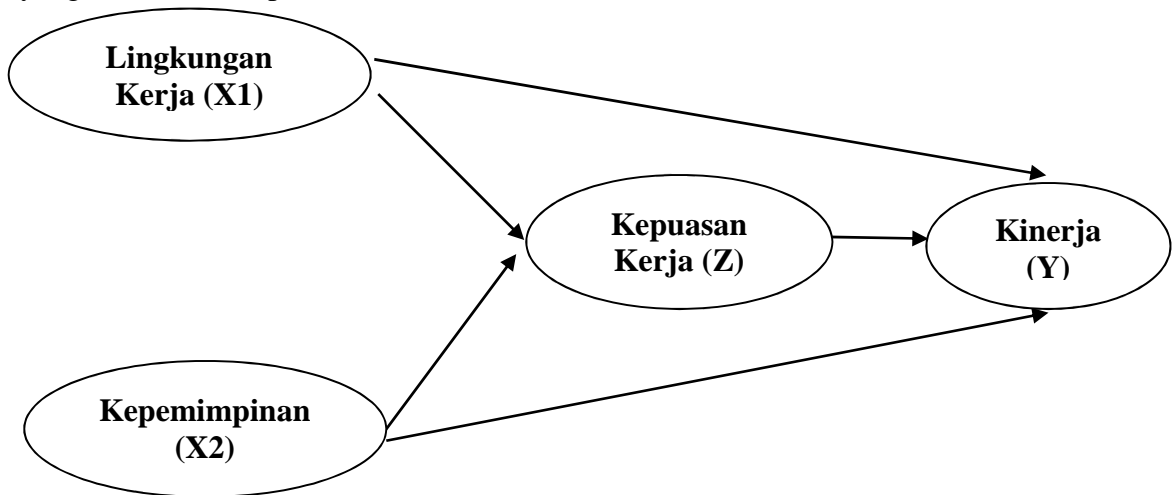 Lingkungan
Kerja (X1)
Kepuasan
Kerja (Z)
Kinerja
(Y)
Kepemimpinan
(X2)